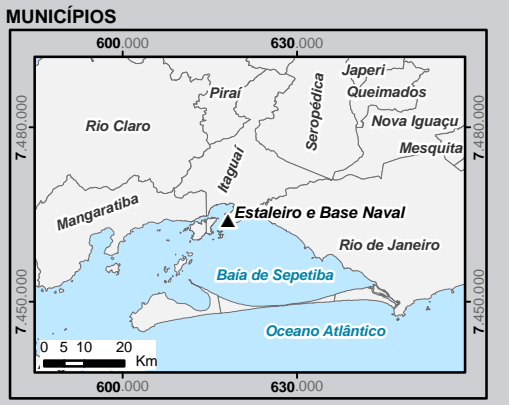 MUNICÍPIOS
600.000 630.000
Japeri
Piraí
Seropédica
Queimados
Rio Claro
Nova Iguaçu
7.480.000 7.480.000
Mesquita
Itaguaí
Mangaratiba
Estaleiro e Base Naval
Rio de Janeiro
Baía de Sepetiba
7.450.000 7.450.000
Oceano Atlântico
0 5 10 20
Km
600.000 630.000